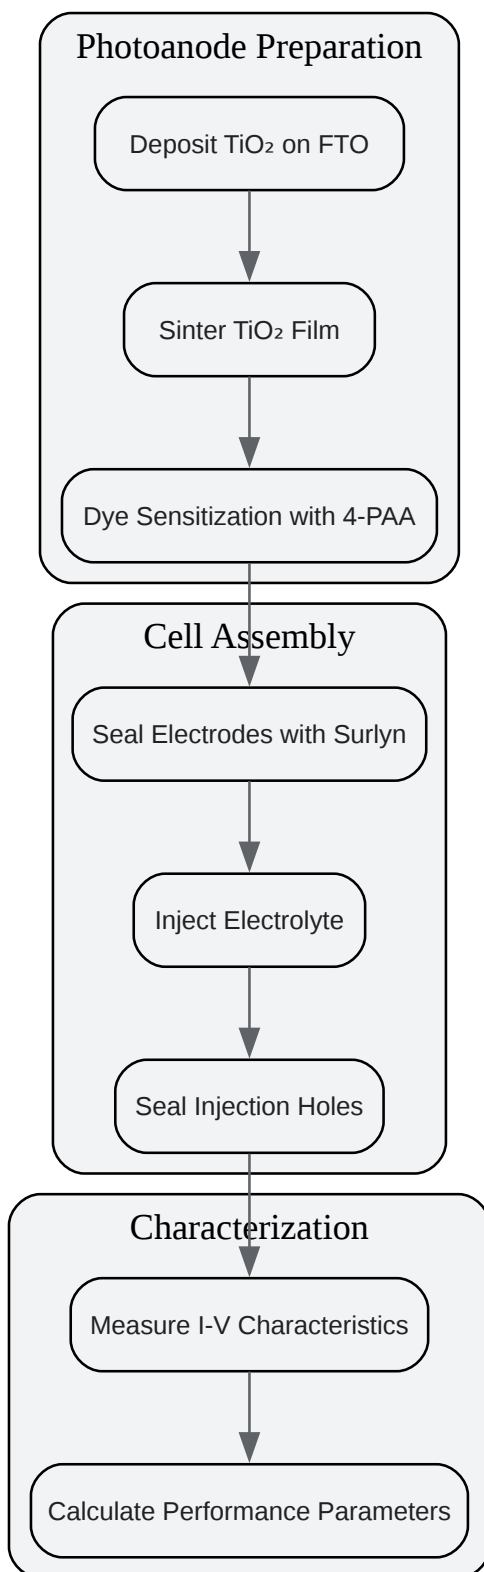 Photoanode Preparation
Deposit TiO₂ on FTO
Sinter TiO₂ Film
Dye Sensitization with 4-PAA
Cell Assembly
Seal Electrodes with Surlyn
Inject Electrolyte
Seal Injection Holes
Characterization
Measure I-V Characteristics
Calculate Performance Parameters